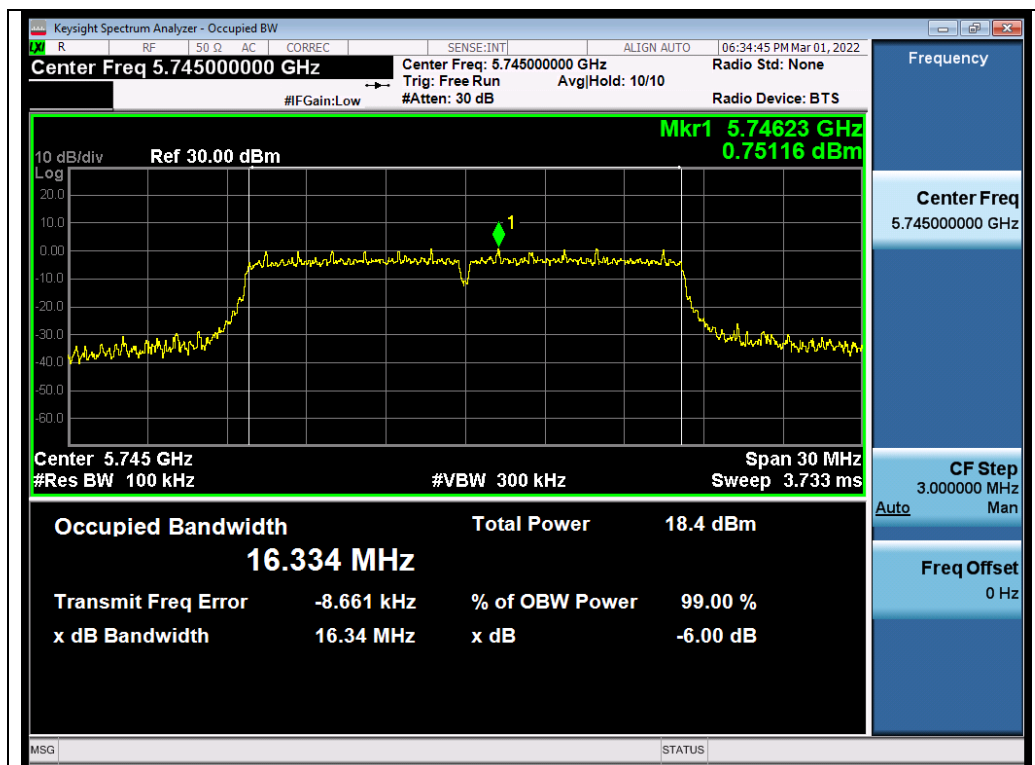 Keysight Spectrum Analyzer - Occupied BW
LXI R RF 50 Ω AC CORREC SENSE:INT ALIGN AUTO 06:34:45 PM Mar 01, 2022
Center Freq 5.745000000 GHz
Center Freq: 5.745000000 GHz Radio Std: None
Trig: Free Run Avg|Hold: 10/10
#IFGain:Low #Atten: 30 dB Radio Device: BTS
Mkr1 5.74623 GHz
0.75116 dBm
10 dB/div Ref 30.00 dBm
Log
20.0
10.0
1
0.00
-10.0
-20.0
-30.0
-40.0
-50.0
-60.0
Center 5.745 GHz Span 30 MHz
#Res BW 100 kHz #VBW 300 kHz Sweep 3.733 ms
Occupied Bandwidth Total Power 18.4 dBm
16.334 MHz
Transmit Freq Error -8.661 kHz % of OBW Power 99.00 %
x dB Bandwidth 16.34 MHz x dB -6.00 dB
Frequency
Center Freq
5.745000000 GHz
CF Step
3.000000 MHz
Auto Man
Freq Offset
0 Hz
MSG STATUS